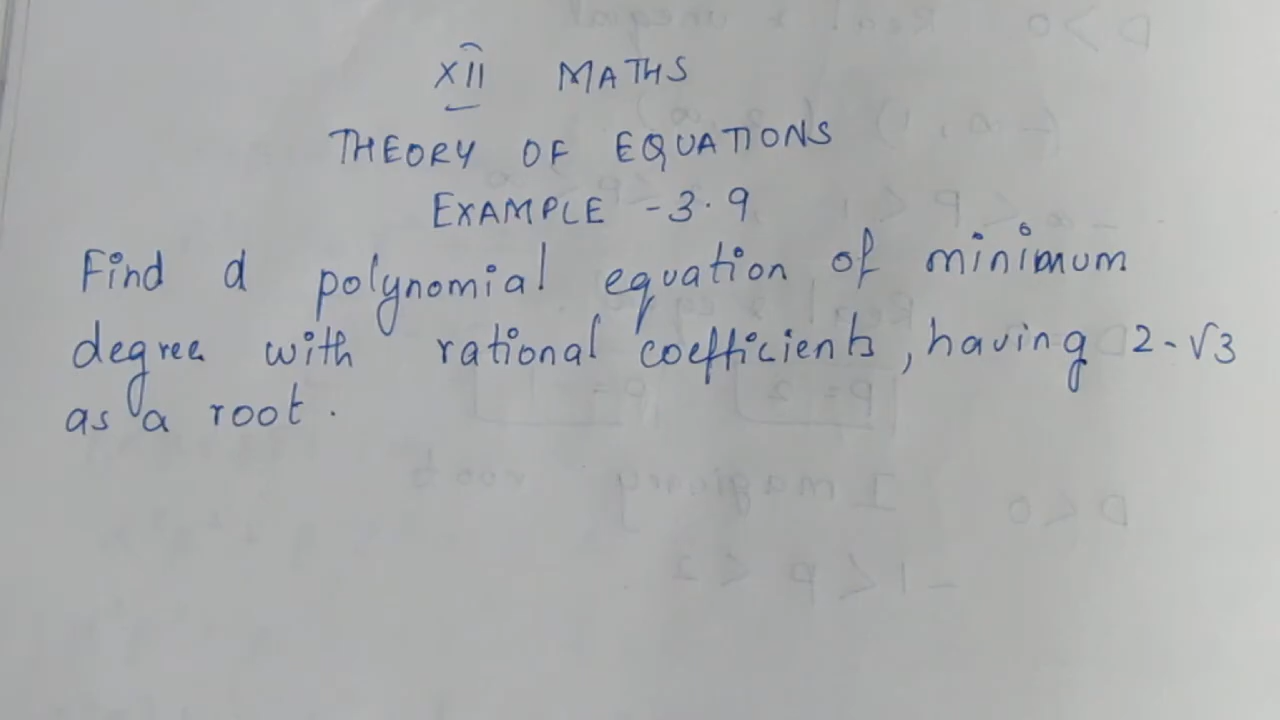 XII MATHS
THEORY OF EQUATIONS
EXAMPLE - 3.9
Find a polynomial equation of minimum
degree with rational coefficients, having 2-√3
as a root.